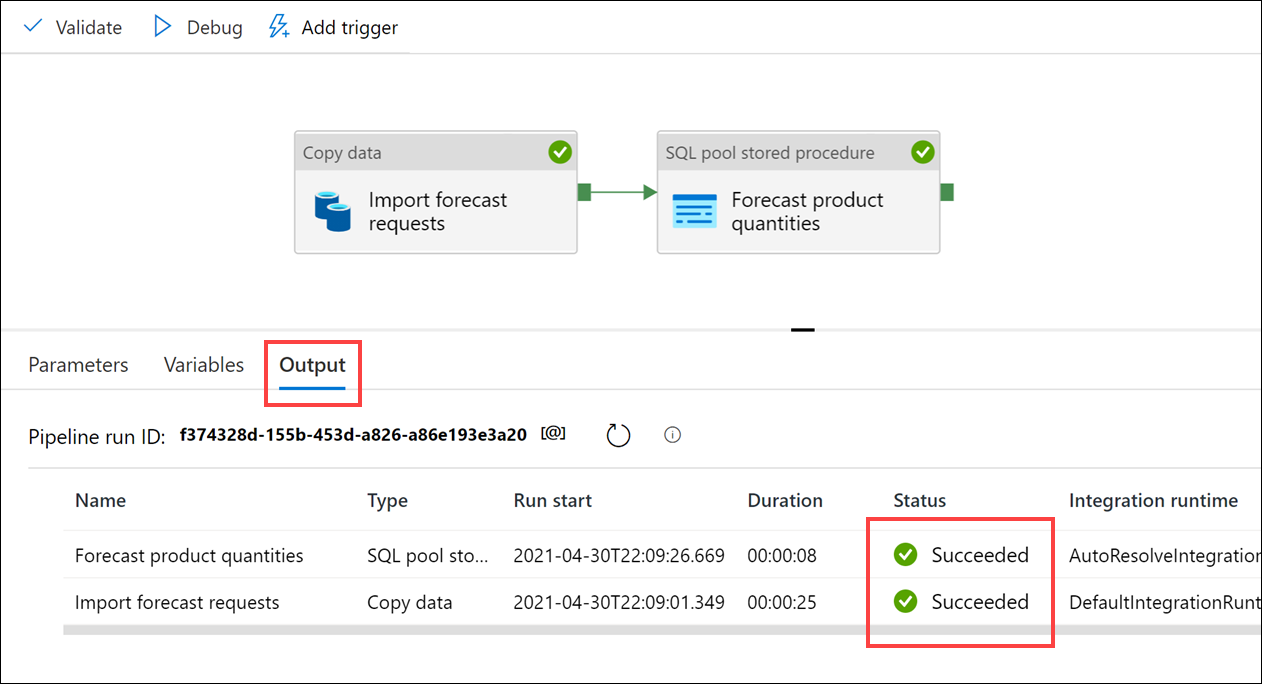 Validate Debug Add trigger
Copy data SQL pool stored procedure
Import forecast requests
Forecast product quantities
Parameters Variables Output
Pipeline run ID: f374328d-155b-453d-a826-a86e193e3a20 [@]
Name Type Run start Duration Status Integration runtime
Forecast product quantities SQL pool sto... 2021-04-30T22:09:26.669 00:00:08 Succeeded AutoResolveIntegration
Import forecast requests Copy data 2021-04-30T22:09:01.349 00:00:25 Succeeded DefaultIntegrationRunt